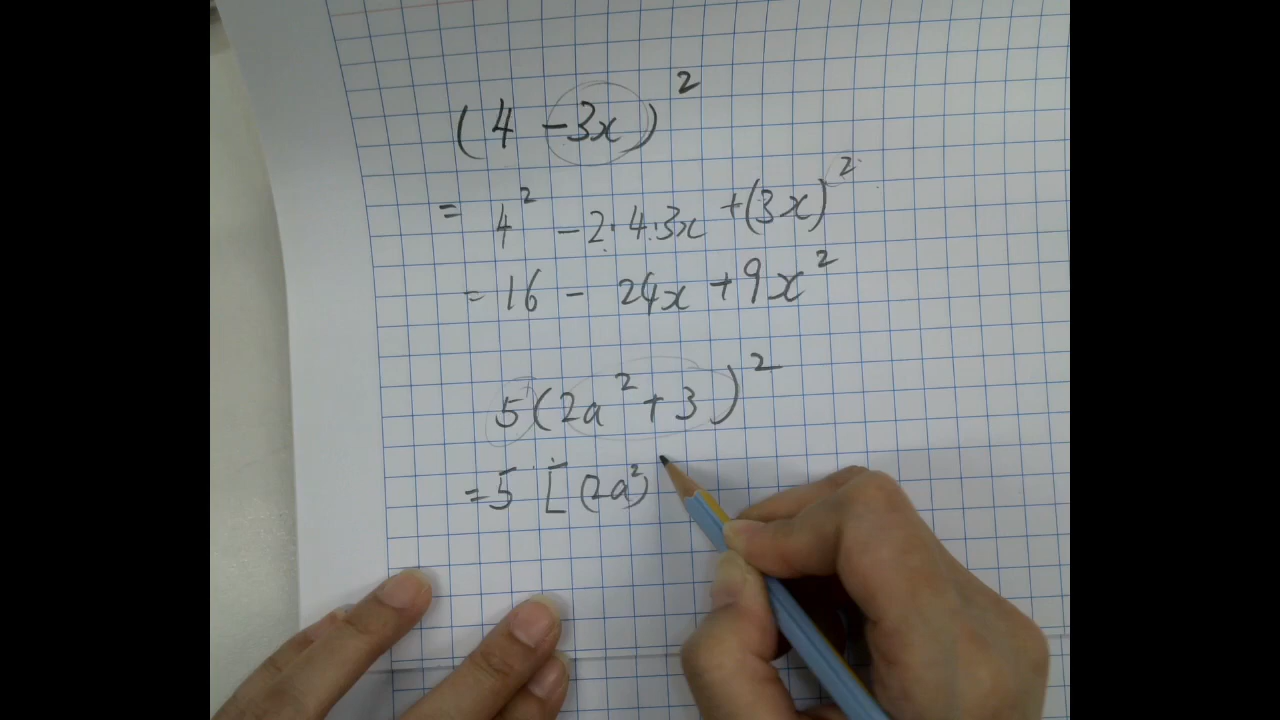 (4 -3x)²
= 4² - 2·4·3x +(3x)²
= 16 - 24x + 9x²
5(2a²+3)²
=5 [(2a²)